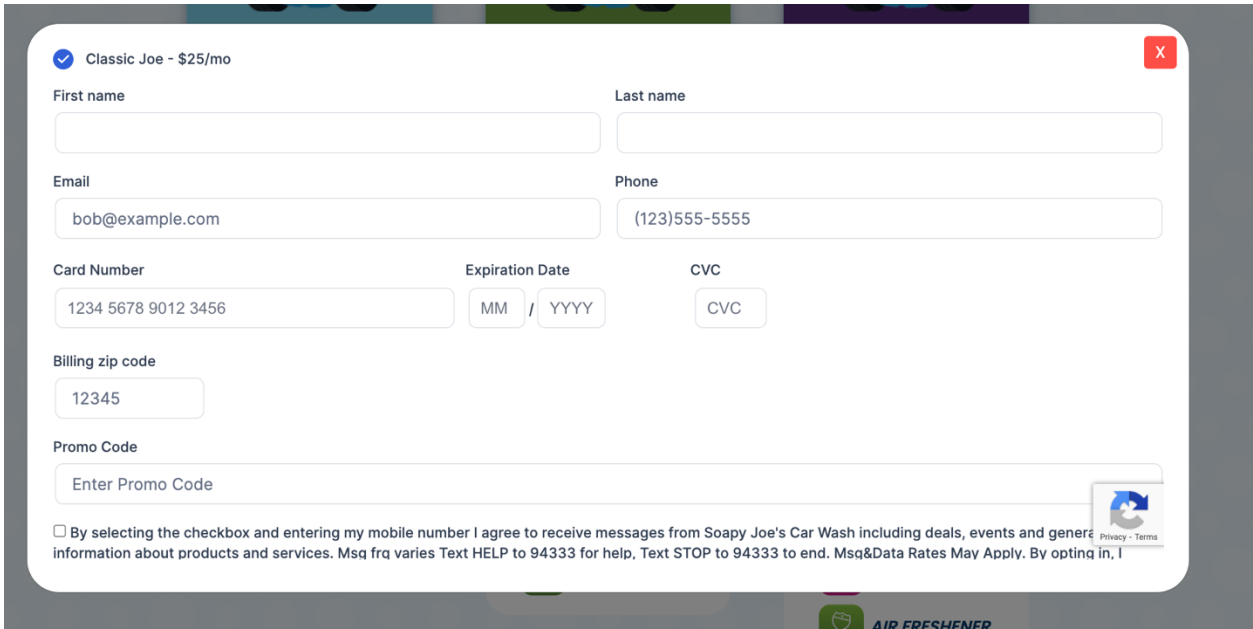 Classic Joe - $25/mo
X
First name
Last name
Email
Phone
bob@example.com
(123)555-5555
Card Number
Expiration Date
CVC
1234 5678 9012 3456
MM / YYYY
CVC
Billing zip code
12345
Promo Code
Enter Promo Code
By selecting the checkbox and entering my mobile number I agree to receive messages from Soapy Joe's Car Wash including deals, events and genera
information about products and services. Msg frq varies Text HELP to 94333 for help, Text STOP to 94333 to end. Msg&Data Rates May Apply. By opting in, I
Privacy - Terms
AIR FRESHENER